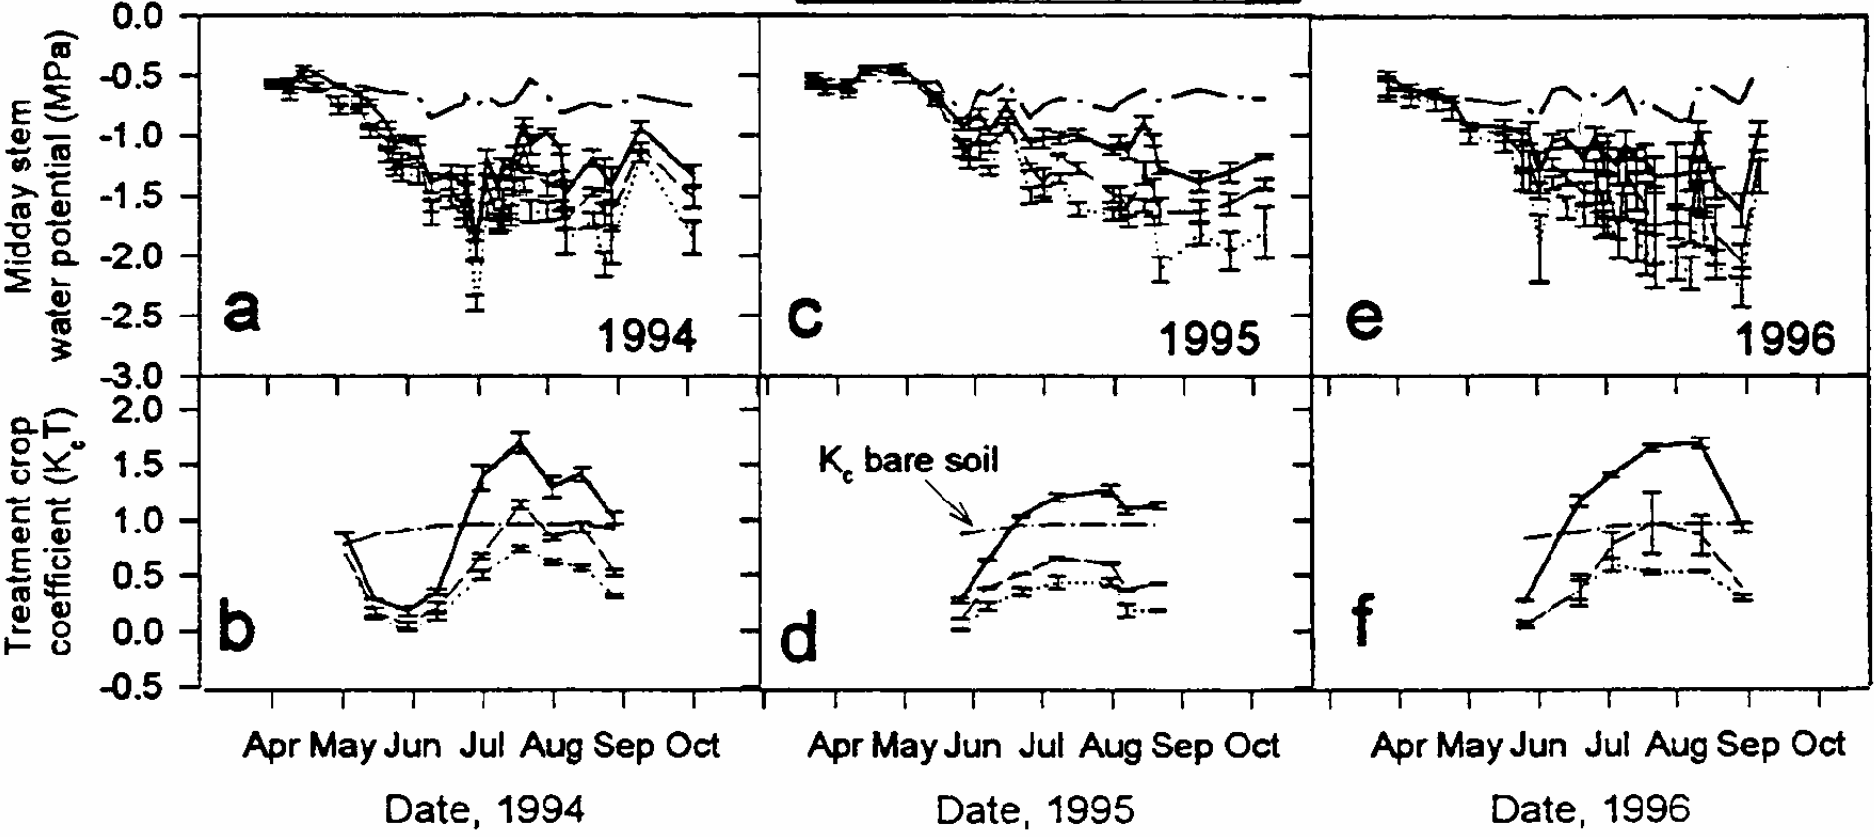 Midday stem
water potential (MPa)
0.0
-0.5
-1.0
-1.5
-2.0
-2.5
-3.0
a
1994
c
1995
e
1996
Treatment crop
coefficient (KcT)
2.0
1.5
1.0
0.5
0.0
-0.5
b
Kc bare soil
d
f
Apr May Jun Jul Aug Sep Oct
Apr May Jun Jul Aug Sep Oct
Apr May Jun Jul Aug Sep Oct
Date, 1994
Date, 1995
Date, 1996